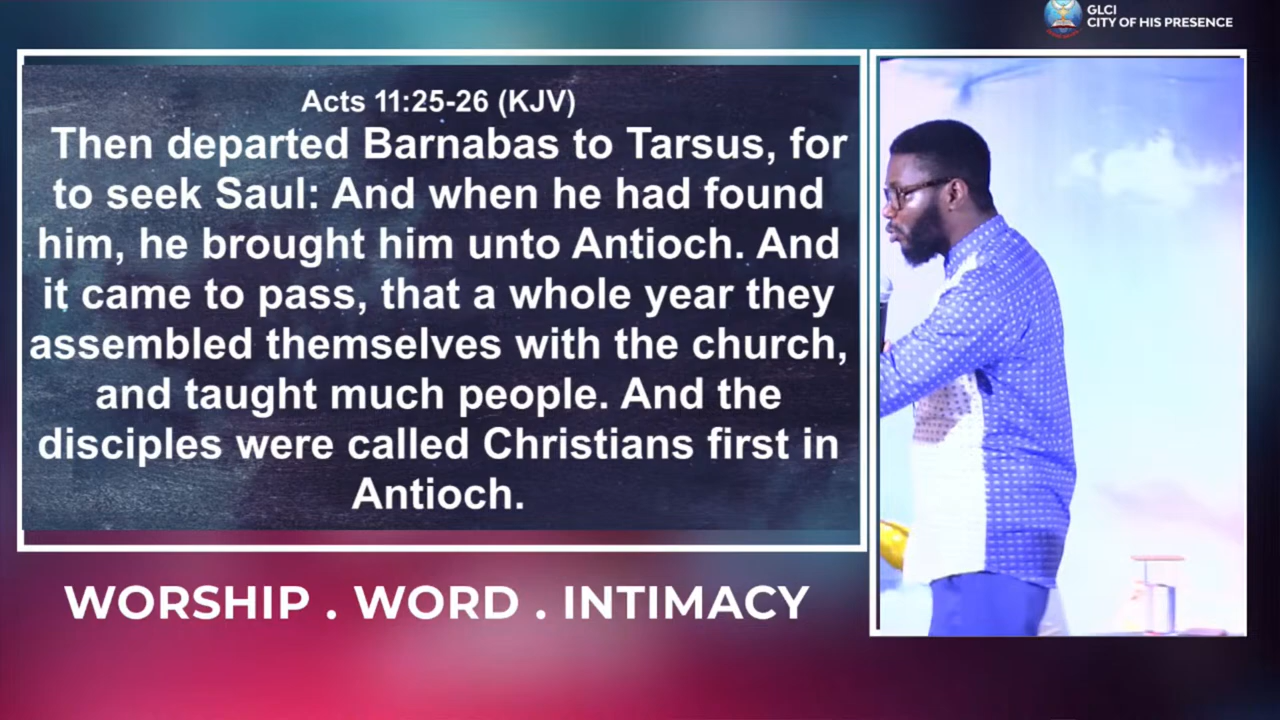 GLCI
CITY OF HIS PRESENCE
Acts 11:25-26 (KJV)
Then departed Barnabas to Tarsus, for
to seek Saul: And when he had found
him, he brought him unto Antioch. And
it came to pass, that a whole year they
assembled themselves with the church,
and taught much people. And the
disciples were called Christians first in
Antioch.
WORSHIP . WORD . INTIMACY